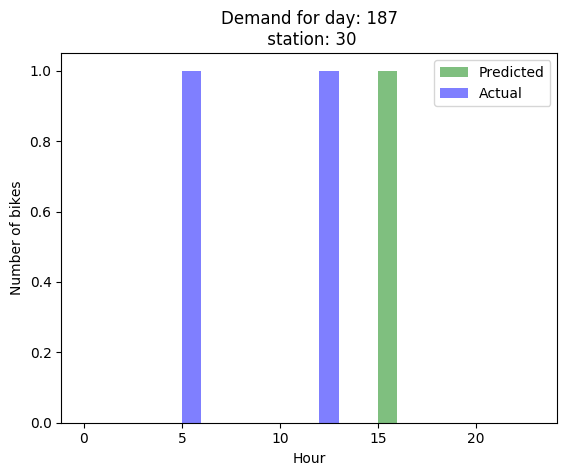 Demand for day: 187
station: 30
Predicted
Actual
Number of bikes
1.0
0.8
0.6
0.4
0.2
0.0
0 5 10 15 20
Hour